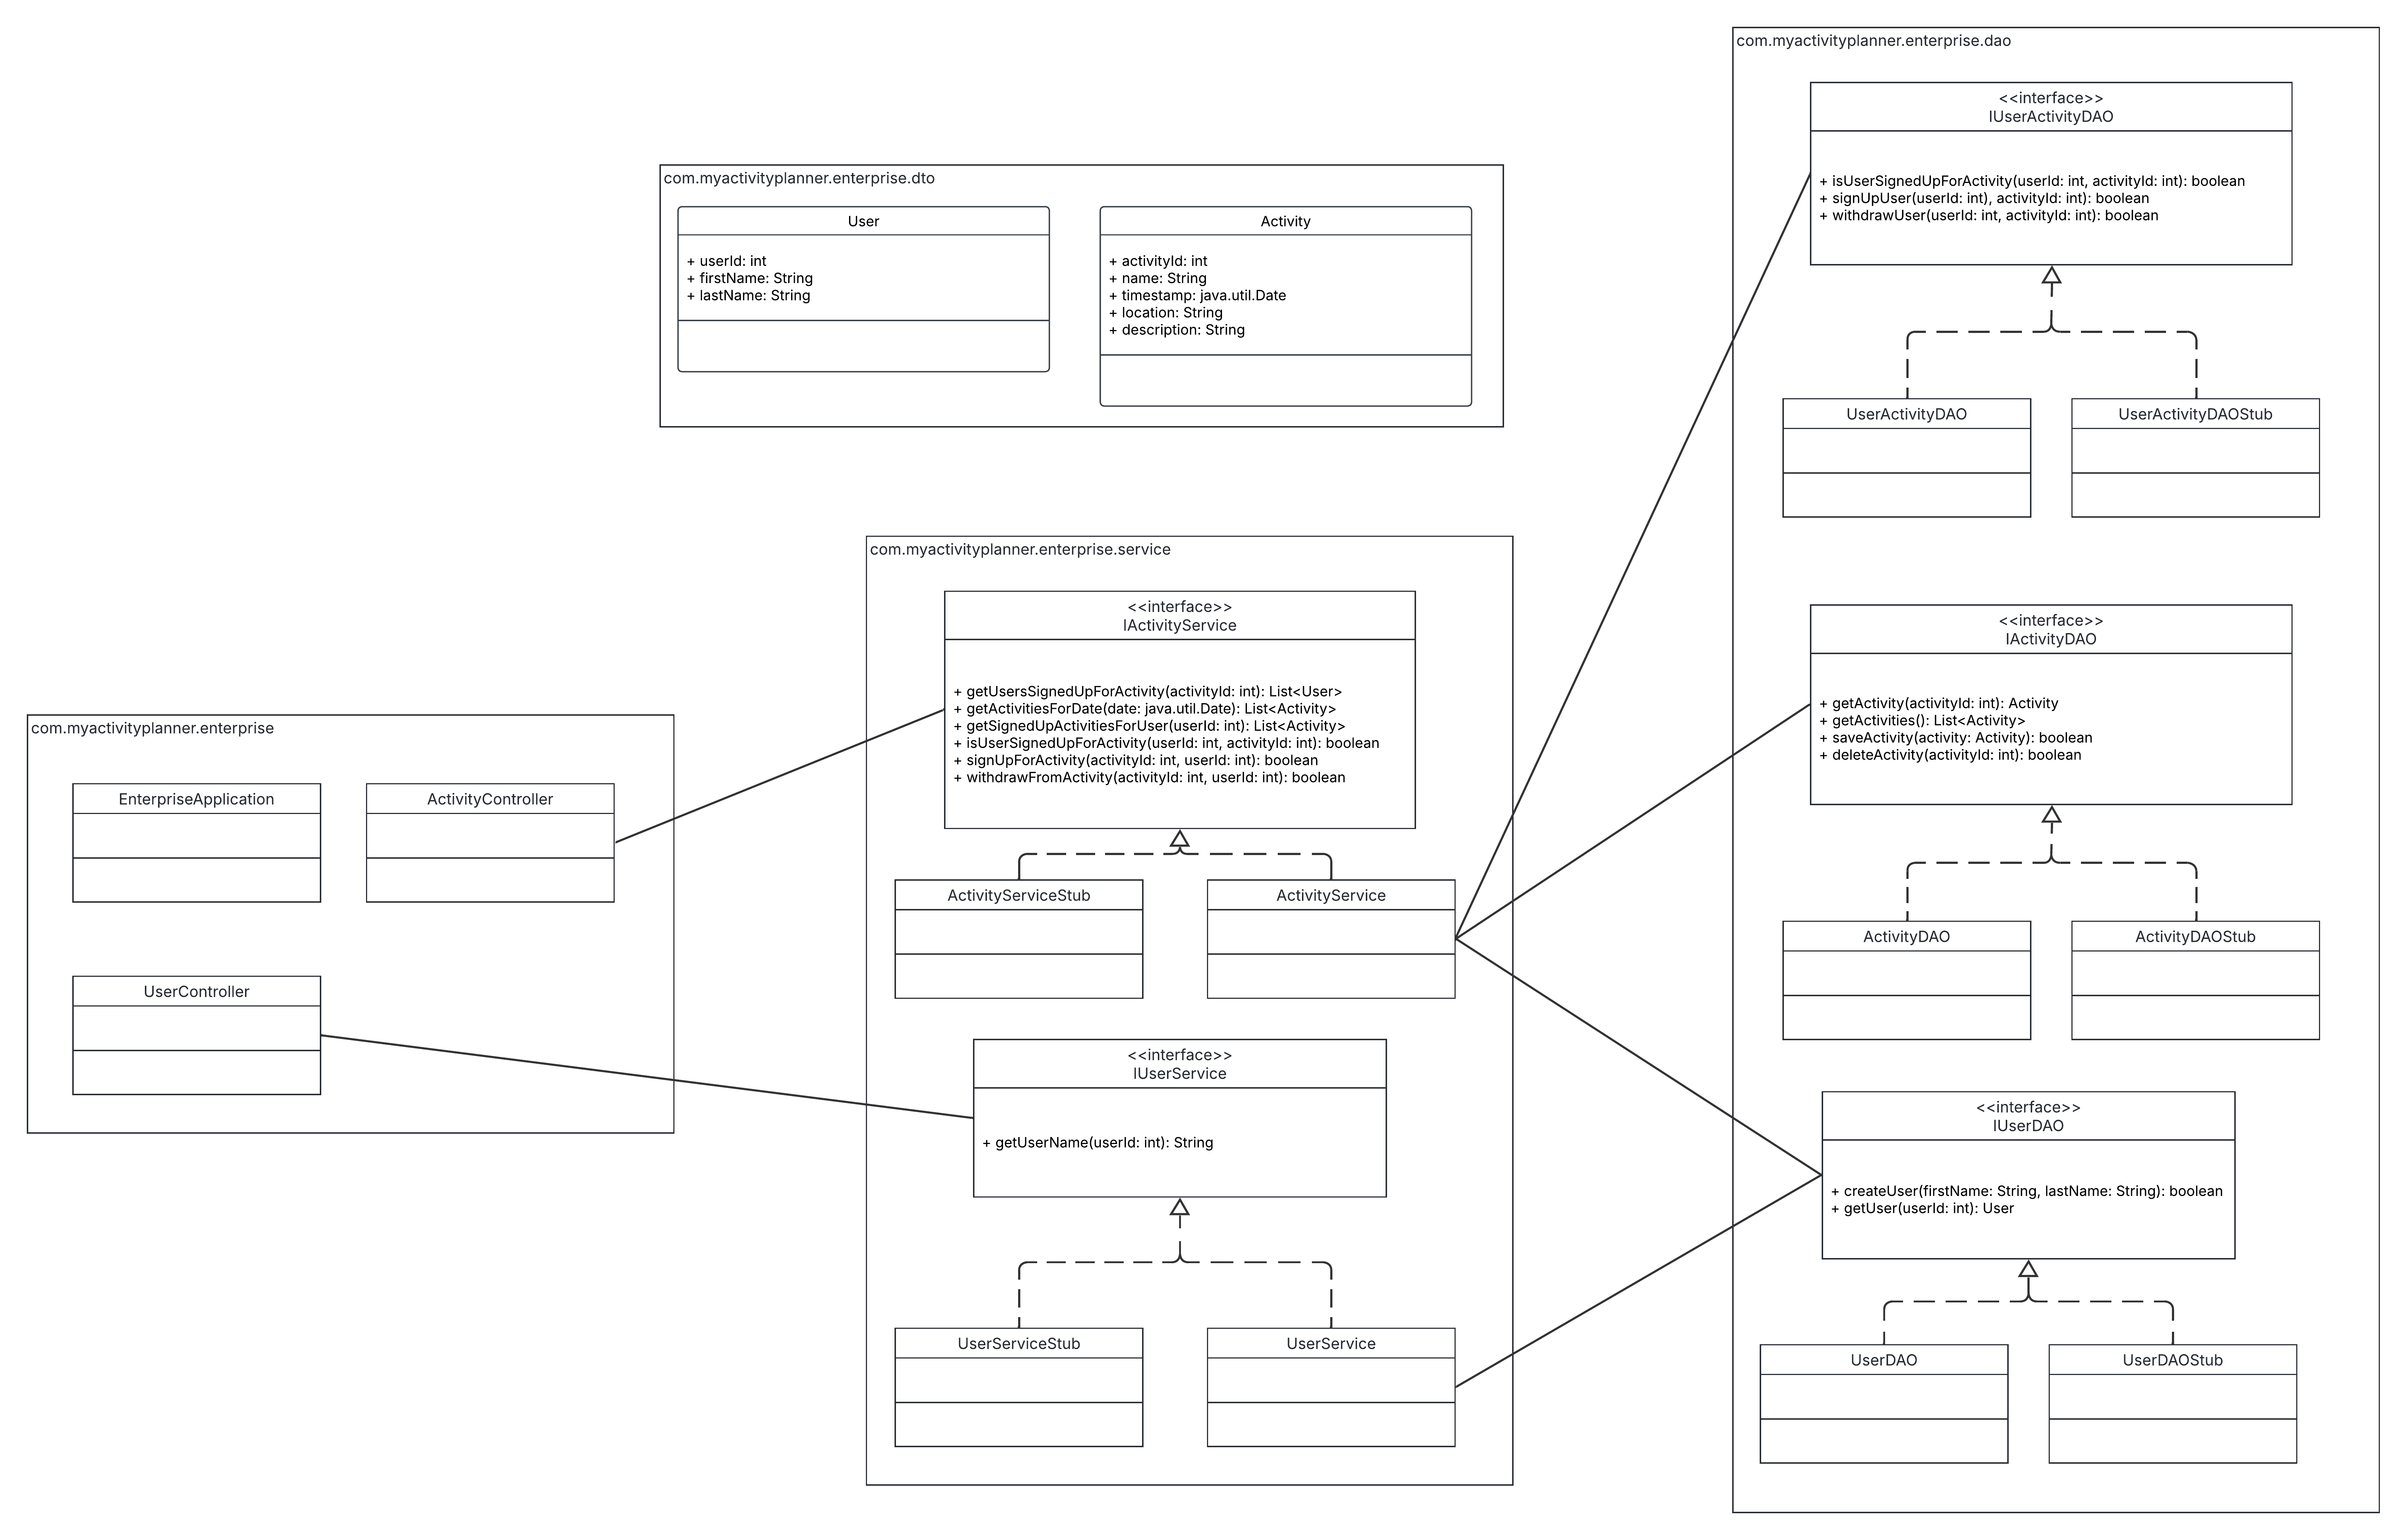 com.myactivityplanner.enterprise.dao
<<interface>>
IUserActivityDAO
+ isUserSignedUpForActivity(userId: int, activityId: int): boolean
+ signUpUser(userId: int), activityId: int): boolean
+ withdrawUser(userId: int, activityId: int): boolean
UserActivityDAO
UserActivityDAOStub
<<interface>>
IActivityDAO
+ getActivity(activityId: int): Activity
+ getActivities(): List<Activity>
+ saveActivity(activity: Activity): boolean
+ deleteActivity(activityId: int): boolean
ActivityDAO
ActivityDAOStub
<<interface>>
IUserDAO
+ createUser(firstName: String, lastName: String): boolean
+ getUser(userId: int): User
UserDAO
UserDAOStub
com.myactivityplanner.enterprise.dto
User
+ userId: int
+ firstName: String
+ lastName: String
Activity
+ activityId: int
+ name: String
+ timestamp: java.util.Date
+ location: String
+ description: String
com.myactivityplanner.enterprise.service
<<interface>>
IActivityService
+ getUsersSignedUpForActivity(activityId: int): List<User>
+ getActivitiesForDate(date: java.util.Date): List<Activity>
+ getSignedUpActivitiesForUser(userId: int): List<Activity>
+ isUserSignedUpForActivity(userId: int, activityId: int): boolean
+ signUpForActivity(activityId: int, userId: int): boolean
+ withdrawFromActivity(activityId: int, userId: int): boolean
ActivityServiceStub
ActivityService
<<interface>>
IUserService
+ getUserName(userId: int): String
UserServiceStub
UserService
com.myactivityplanner.enterprise
EnterpriseApplication
ActivityController
UserController